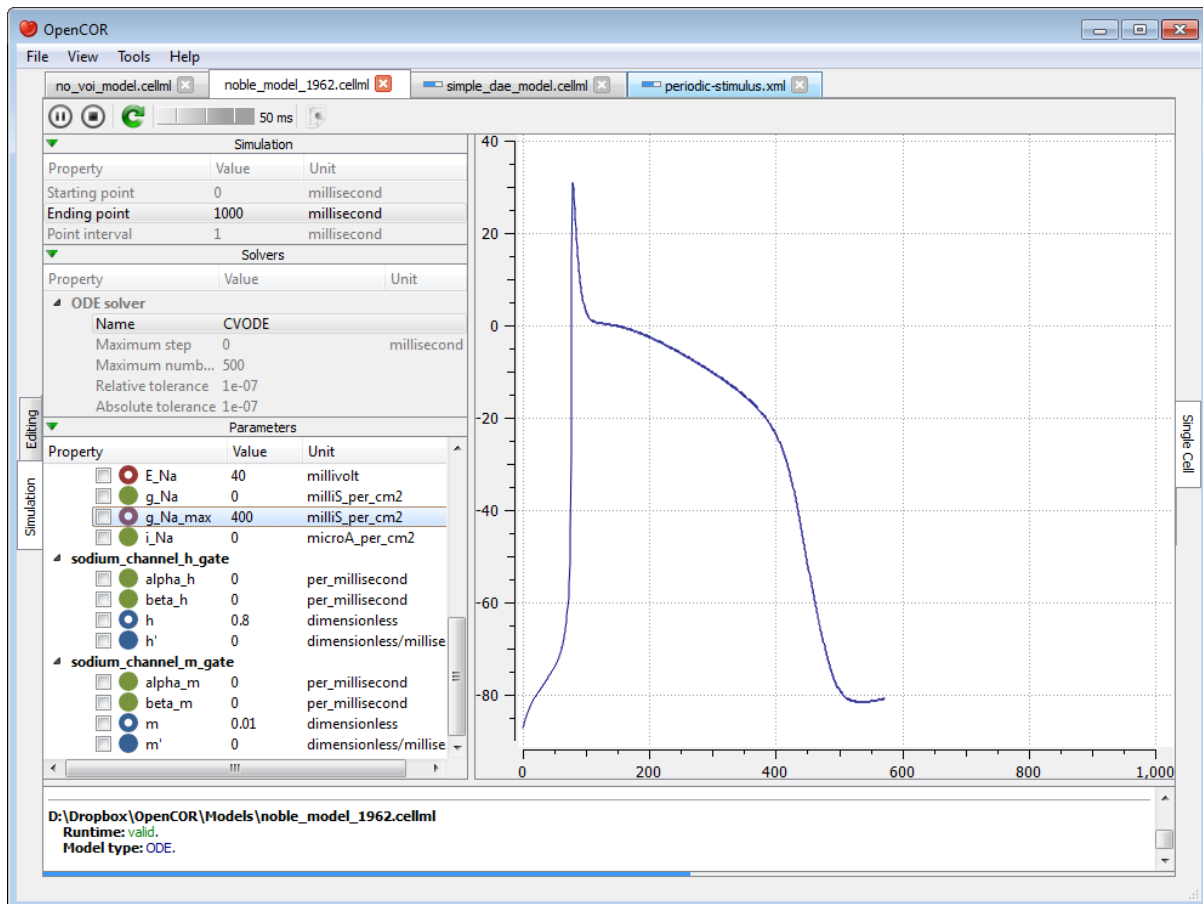 OpenCOR
File View Tools Help
no_voi_model.cellml noble_model_1962.cellml simple_dae_model.cellml periodic-stimulus.xml
50 ms
Simulation
Property Value Unit
Starting point 0 millisecond
Ending point 1000 millisecond
Point interval 1 millisecond
Solvers
Property Value Unit
ODE solver
Name CVODE
Maximum step 0 millisecond
Maximum numb... 500
Relative tolerance 1e-07
Absolute tolerance 1e-07
Parameters
Property Value Unit
E_Na 40 millivolt
g_Na 0 milliS_per_cm2
g_Na_max 400 milliS_per_cm2
i_Na 0 microA_per_cm2
sodium_channel_h_gate
alpha_h 0 per_millisecond
beta_h 0 per_millisecond
h 0.8 dimensionless
h' 0 dimensionless/millise
sodium_channel_m_gate
alpha_m 0 per_millisecond
beta_m 0 per_millisecond
m 0.01 dimensionless
m' 0 dimensionless/millise
Editing
Simulation
40
20
0
-20
-40
-60
-80
0 200 400 600 800 1,000
Single Cell
D:\Dropbox\OpenCOR\Models\noble_model_1962.cellml
Runtime: valid.
Model type: ODE.